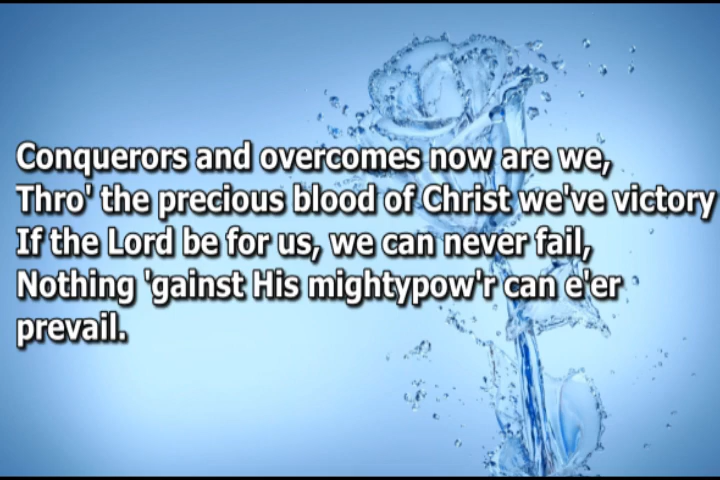 Conquerors and overcomes now are we,
Thro' the precious blood of Christ we've victory
If the Lord be for us, we can never fail,
Nothing 'gainst His mightypow'r can e'er
prevail.